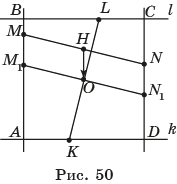 B L C l
M H N
M₁ O N₁
A K D k
Рис. 50